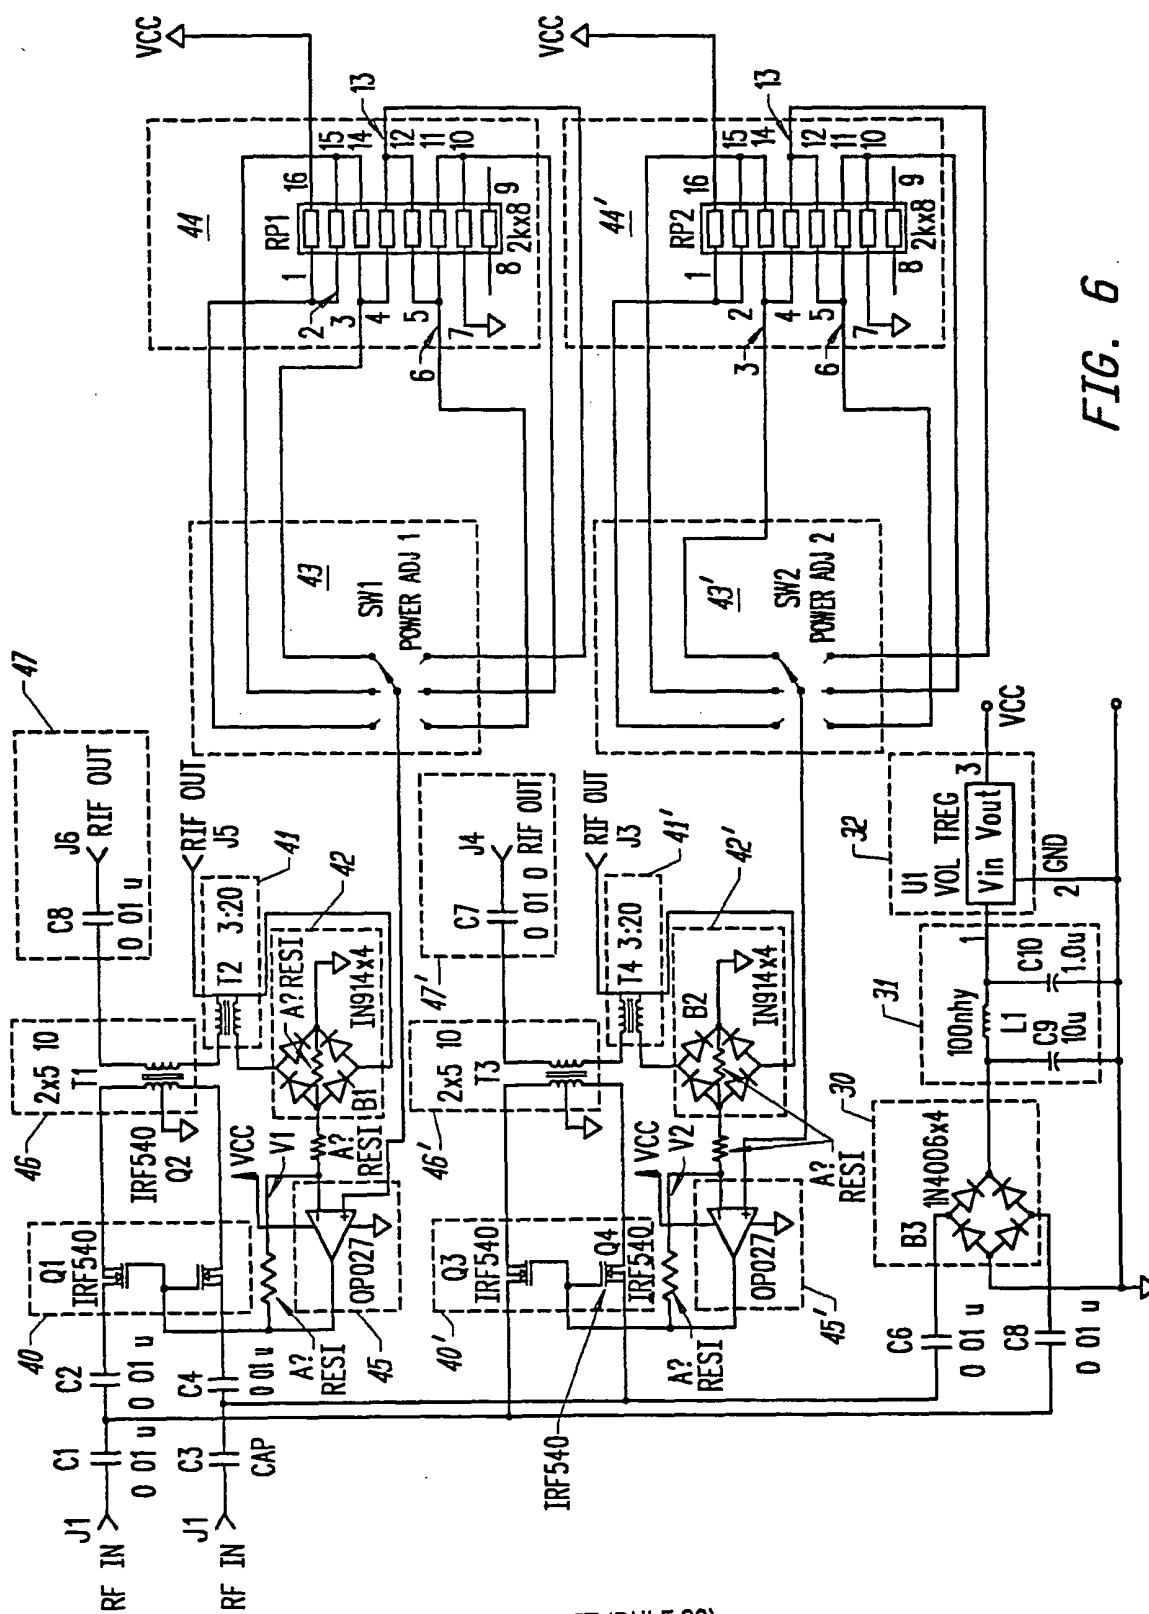 47
J6
C8
RIF OUT
0 01 u
RIF OUT
J5
46
2x5 10
T1
T2 3:20
41
42
A? RESI
IN914x4
B1
IRF540
Q2
VCC
V1
A?
RESI
40
Q1
IRF540
OP027
45
A?
RESI
C2
0 01 u
C4
0 01 u
C1
0 01 u
C3
CAP
J1
RF IN
J1
RF IN
43
SW1
POWER ADJ 1
44
VCC
RP1
1
2
3
4
5
6
7
8
9
10
11
12
13
14
15
16
2kx8
47'
J4
C7
0 01 0
RIF OUT
RIF OUT
J3
46'
2x5 10
T3
T4 3:20
41'
42'
B2
IN914x4
VCC
V2
A?
RESI
40'
Q3
IRF540
Q4
IRF540
IRF540
OP027
45'
A?
RESI
43'
SW2
POWER ADJ 2
44'
VCC
RP2
1
2
3
4
5
6
7
8
9
10
11
12
13
14
15
16
2kx8
30
B3
1N4006x4
C6
0 01 u
C8
0 01 u
31
100nhy
L1
C9
10u
C10
1.0u
32
U1
VOL TREG
Vin Vout
1
3
2 GND
VCC
FIG. 6